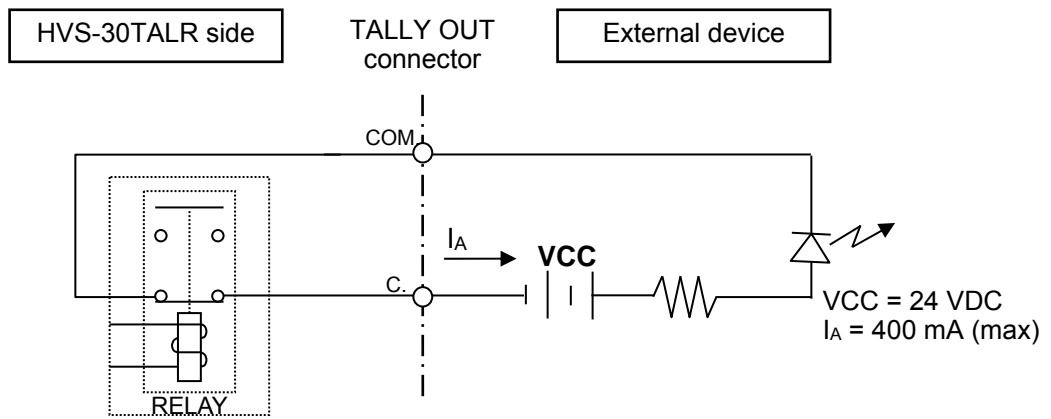 HVS-30TALR side
TALLY OUT
connector
External device
COM.
IA
VCC
C.
VCC = 24 VDC
IA = 400 mA (max)
RELAY